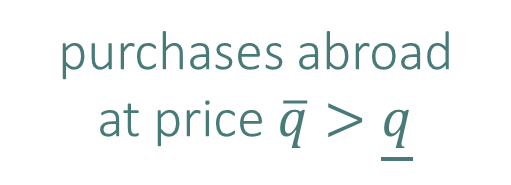 purchases abroad
at price q̅ > q̲